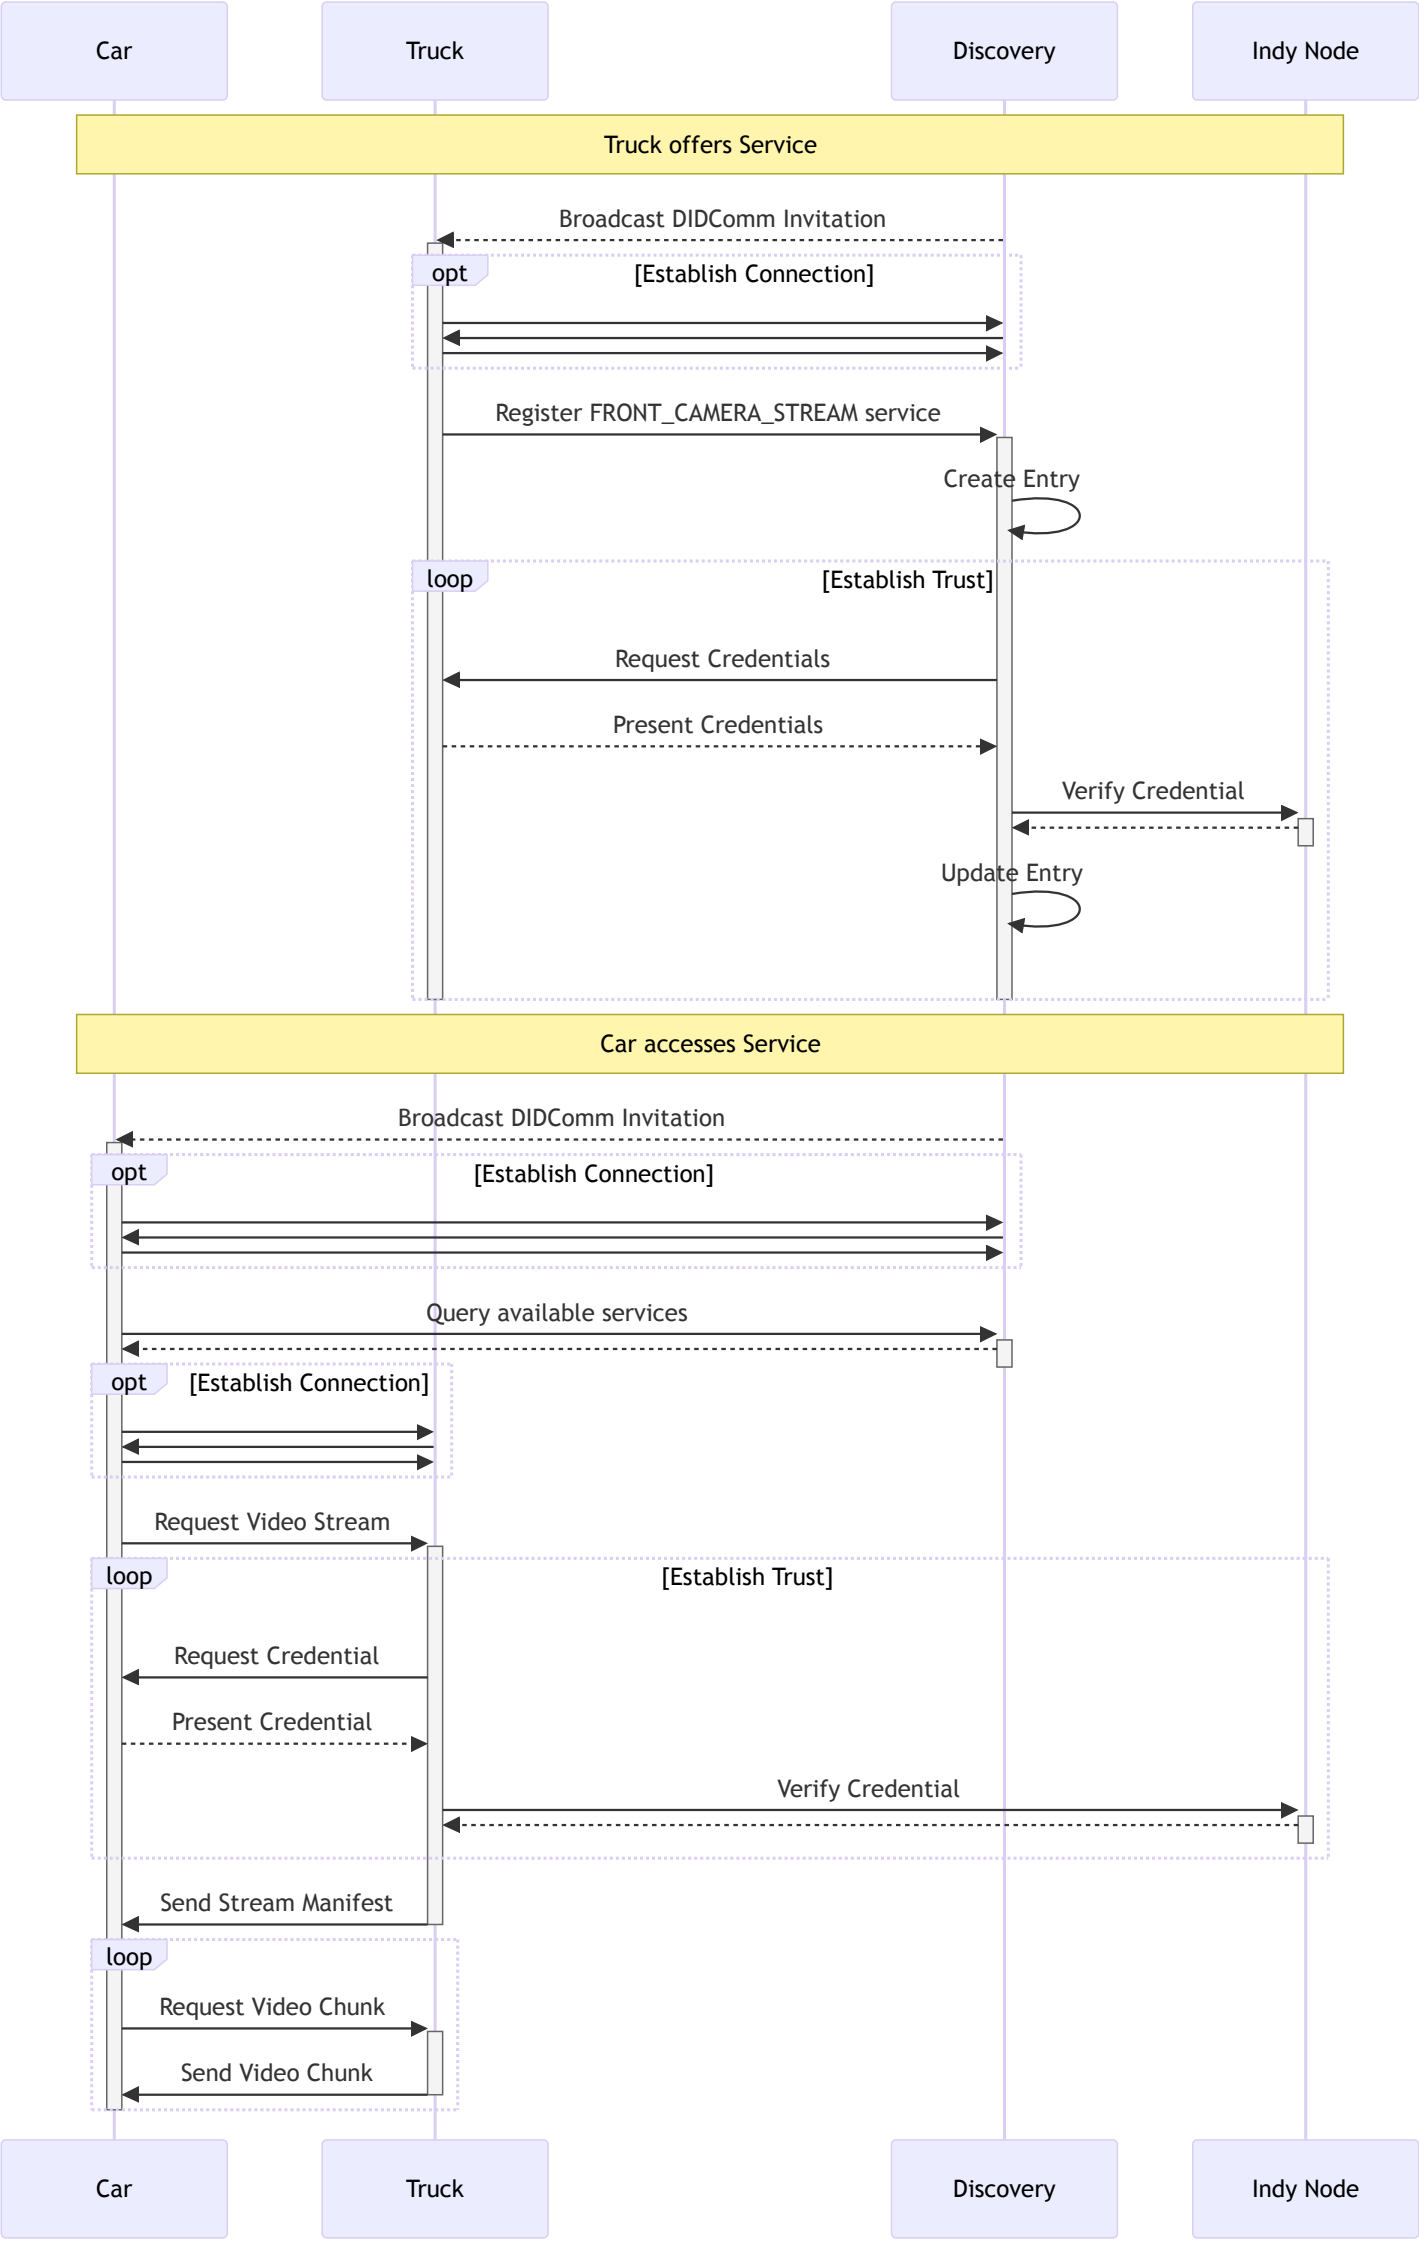 Car
Truck
Discovery
Indy Node
Truck offers Service
Broadcast DIDComm Invitation
opt
[Establish Connection]
Register FRONT_CAMERA_STREAM service
Create Entry
loop
[Establish Trust]
Request Credentials
Present Credentials
Verify Credential
Update Entry
Car accesses Service
Broadcast DIDComm Invitation
opt
[Establish Connection]
Query available services
opt
[Establish Connection]
Request Video Stream
loop
[Establish Trust]
Request Credential
Present Credential
Verify Credential
Send Stream Manifest
loop
Request Video Chunk
Send Video Chunk
Car
Truck
Discovery
Indy Node